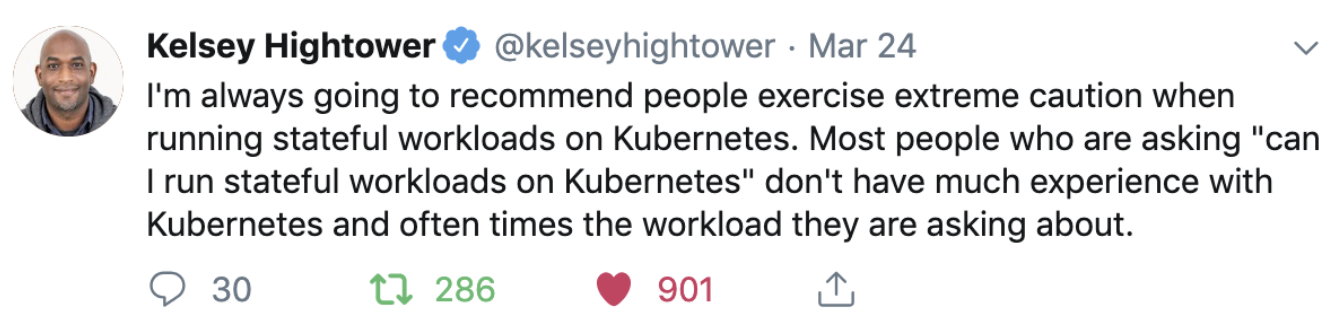 Kelsey Hightower @kelseyhightower · Mar 24
I'm always going to recommend people exercise extreme caution when
running stateful workloads on Kubernetes. Most people who are asking "can
I run stateful workloads on Kubernetes" don't have much experience with
Kubernetes and often times the workload they are asking about.
30 286 901